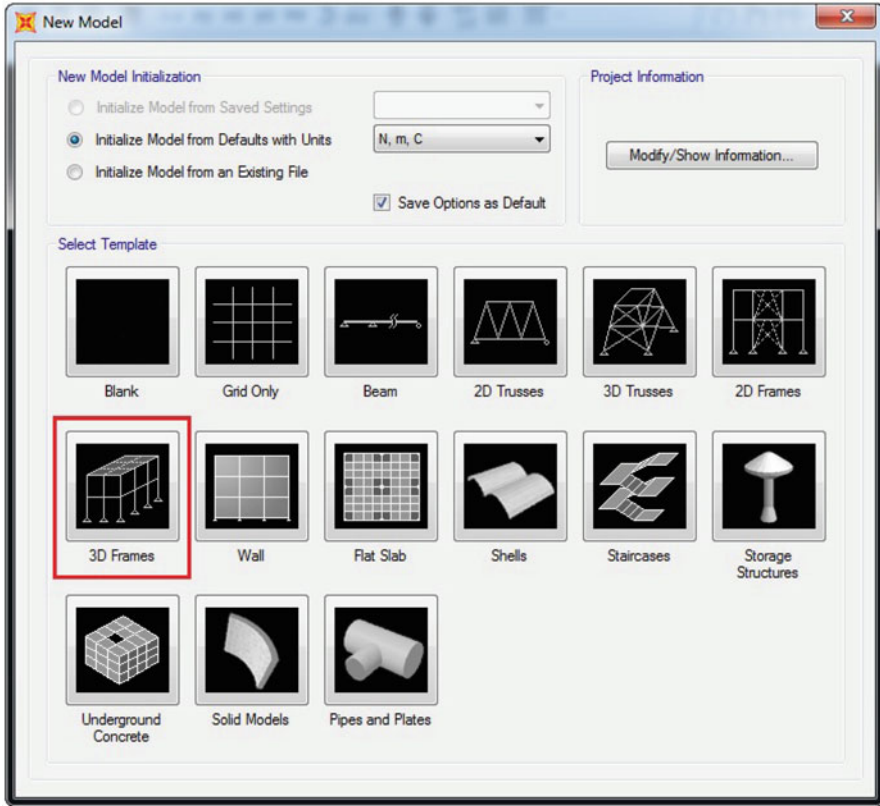 New Model
New Model Initialization
Project Information
Initialize Model from Saved Settings
Initialize Model from Defaults with Units
N, m, C
Modify/Show Information...
Initialize Model from an Existing File
Save Options as Default
Select Template
Blank
Grid Only
Beam
2D Trusses
3D Trusses
2D Frames
3D Frames
Wall
Flat Slab
Shells
Staircases
Storage
Structures
Underground
Concrete
Solid Models
Pipes and Plates